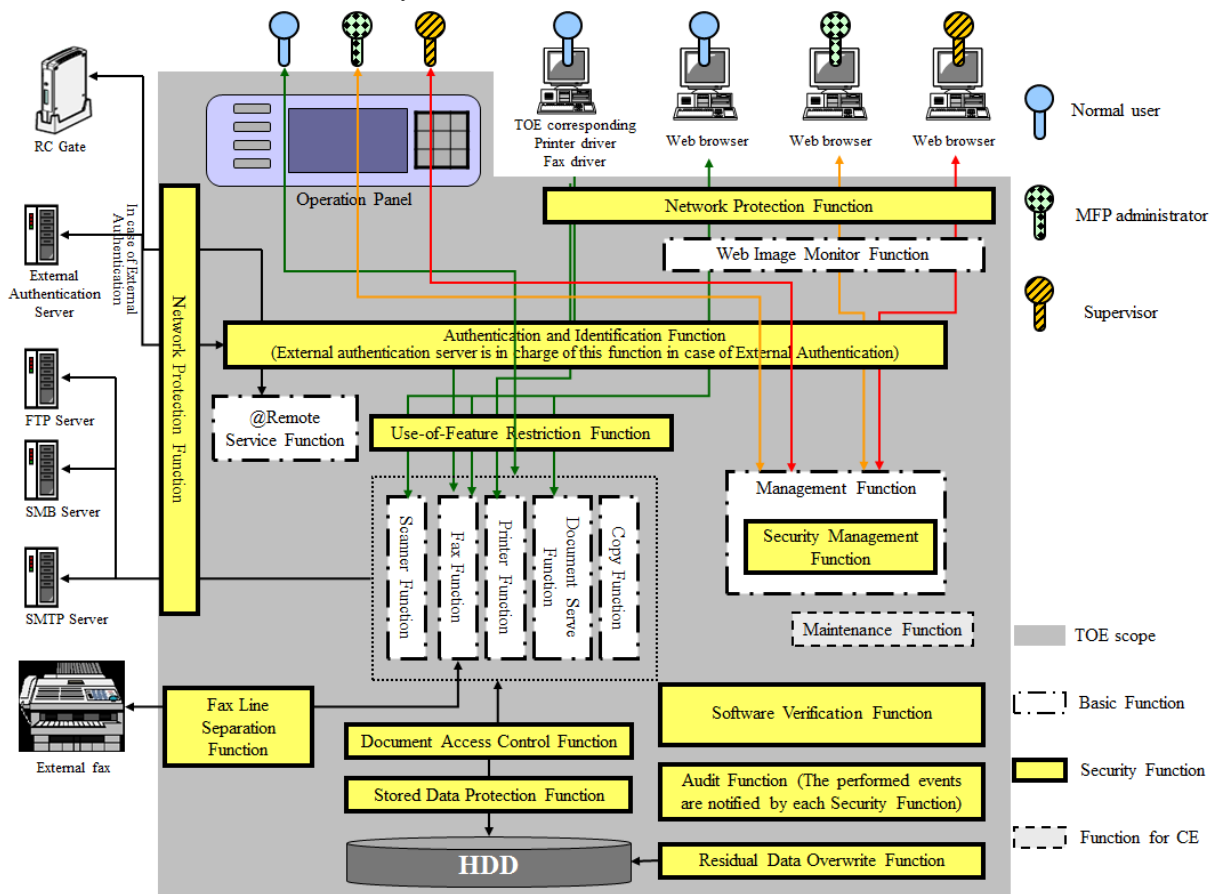 RC Gate
Operation Panel
TOE corresponding
Printer driver
Fax driver
Web browser
Web browser
Web browser
Normal user
MFP administrator
Supervisor
Network Protection Function
Web Image Monitor Function
External
Authentication
Server
In case of External
Authentication
Network Protection Function
Authentication and Identification Function
(External authentication server is in charge of this function in case of External Authentication)
@Remote
Service Function
Use-of-Feature Restriction Function
FTP Server
SMB Server
SMTP Server
Scanner Function
Fax Function
Printer Function
Document Serve
Function
Copy Function
Management Function
Security Management
Function
Maintenance Function
TOE scope
Basic Function
Security Function
Function for CE
External fax
Fax Line
Separation
Function
Document Access Control Function
Stored Data Protection Function
HDD
Software Verification Function
Audit Function (The performed events
are notified by each Security Function)
Residual Data Overwrite Function